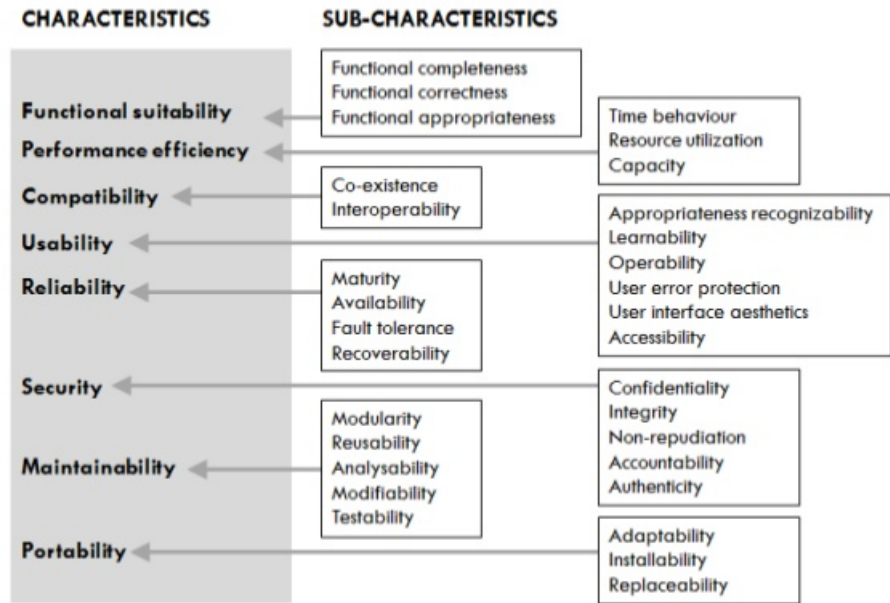 CHARACTERISTICS
SUB-CHARACTERISTICS
Functional suitability
Functional completeness
Functional correctness
Functional appropriateness
Performance efficiency
Time behaviour
Resource utilization
Capacity
Compatibility
Co-existence
Interoperability
Usability
Appropriateness recognizability
Learnability
Operability
User error protection
User interface aesthetics
Accessibility
Reliability
Maturity
Availability
Fault tolerance
Recoverability
Security
Confidentiality
Integrity
Non-repudiation
Accountability
Authenticity
Maintainability
Modularity
Reusability
Analysability
Modifiability
Testability
Portability
Adaptability
Installability
Replaceability